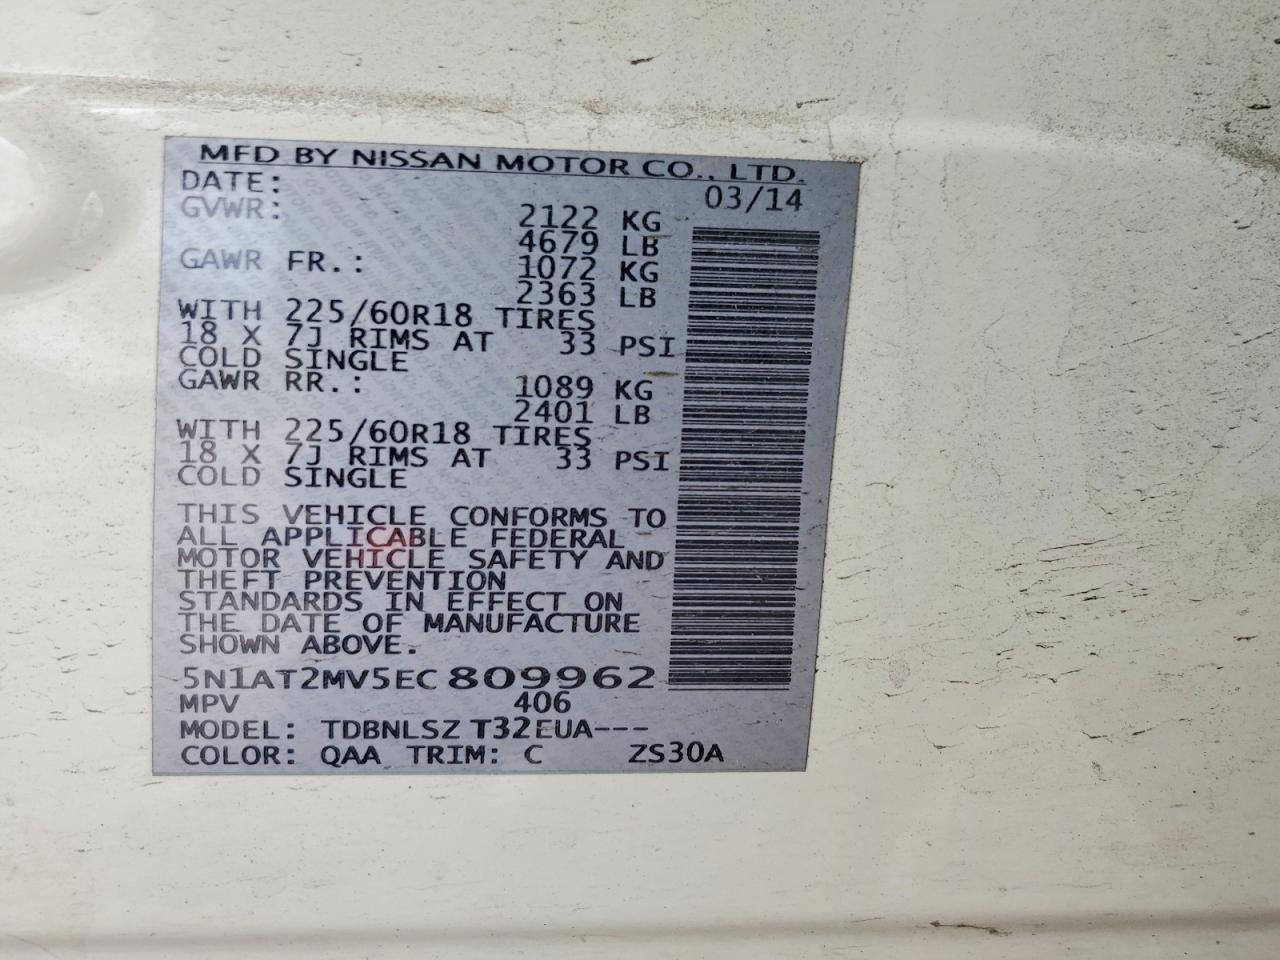 MFD BY NISSAN MOTOR CO., LTD.
DATE: 03/14
GVWR: 2122 KG
4679 LB
GAWR FR.: 1072 KG
2363 LB
WITH 225/60R18 TIRES
18 X 7J RIMS AT 33 PSI
COLD SINGLE
GAWR RR.: 1089 KG
2401 LB
WITH 225/60R18 TIRES
18 X 7J RIMS AT 33 PSI
COLD SINGLE
THIS VEHICLE CONFORMS TO
ALL APPLICABLE FEDERAL
MOTOR VEHICLE SAFETY AND
THEFT PREVENTION
STANDARDS IN EFFECT ON
THE DATE OF MANUFACTURE
SHOWN ABOVE.
5N1AT2MV5EC809962
MPV 406
MODEL: TDBNLSZ T32EUA---
COLOR: QAA TRIM: C ZS30A